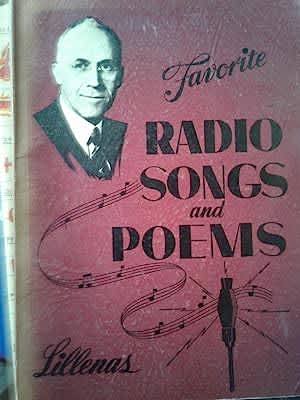 Favorite
RADIO
SONGS
and
POEMS
Lillenas